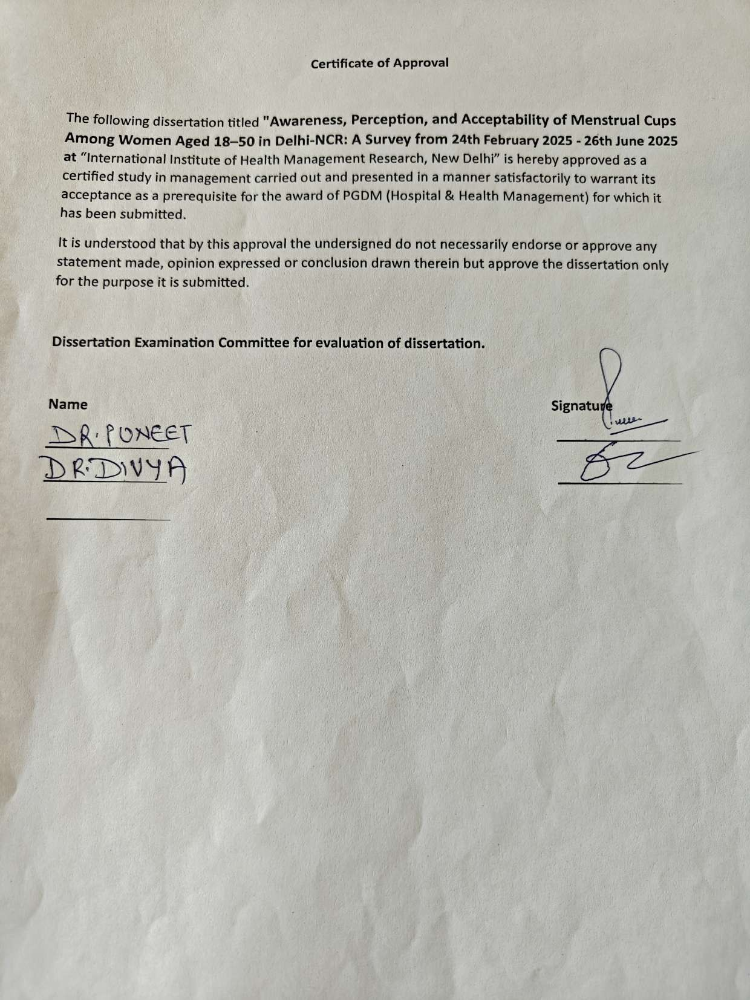 Certificate of Approval
The following dissertation titled "Awareness, Perception, and Acceptability of Menstrual Cups
Among Women Aged 18–50 in Delhi-NCR: A Survey from 24th February 2025 - 26th June 2025
at “International Institute of Health Management Research, New Delhi” is hereby approved as a
certified study in management carried out and presented in a manner satisfactorily to warrant its
acceptance as a prerequisite for the award of PGDM (Hospital & Health Management) for which it
has been submitted.
It is understood that by this approval the undersigned do not necessarily endorse or approve any
statement made, opinion expressed or conclusion drawn therein but approve the dissertation only
for the purpose it is submitted.
Dissertation Examination Committee for evaluation of dissertation.
Name Signature
DR. PUNEET
DR. DIVYA